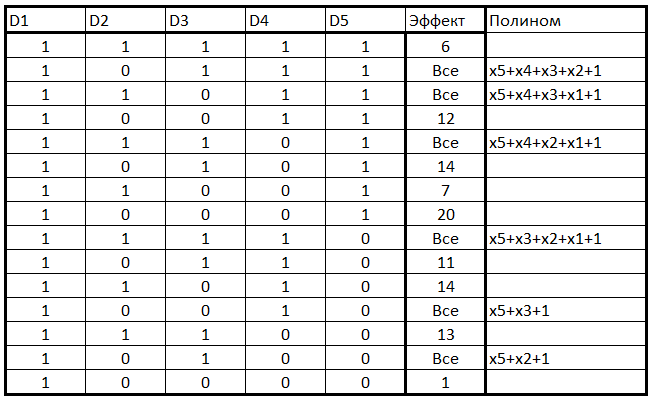 D1 D2 D3 D4 D5 Эффект Полином
1 1 1 1 1 6
1 0 1 1 1 Все x5+x4+x3+x2+1
1 1 0 1 1 Все x5+x4+x3+x1+1
1 0 0 1 1 12
1 1 1 0 1 Все x5+x4+x2+x1+1
1 0 1 0 1 14
1 1 0 0 1 7
1 0 0 0 1 20
1 1 1 1 0 Все x5+x3+x2+x1+1
1 0 1 1 0 11
1 1 0 1 0 14
1 0 0 1 0 Все x5+x3+1
1 1 1 0 0 13
1 0 1 0 0 Все x5+x2+1
1 0 0 0 0 1